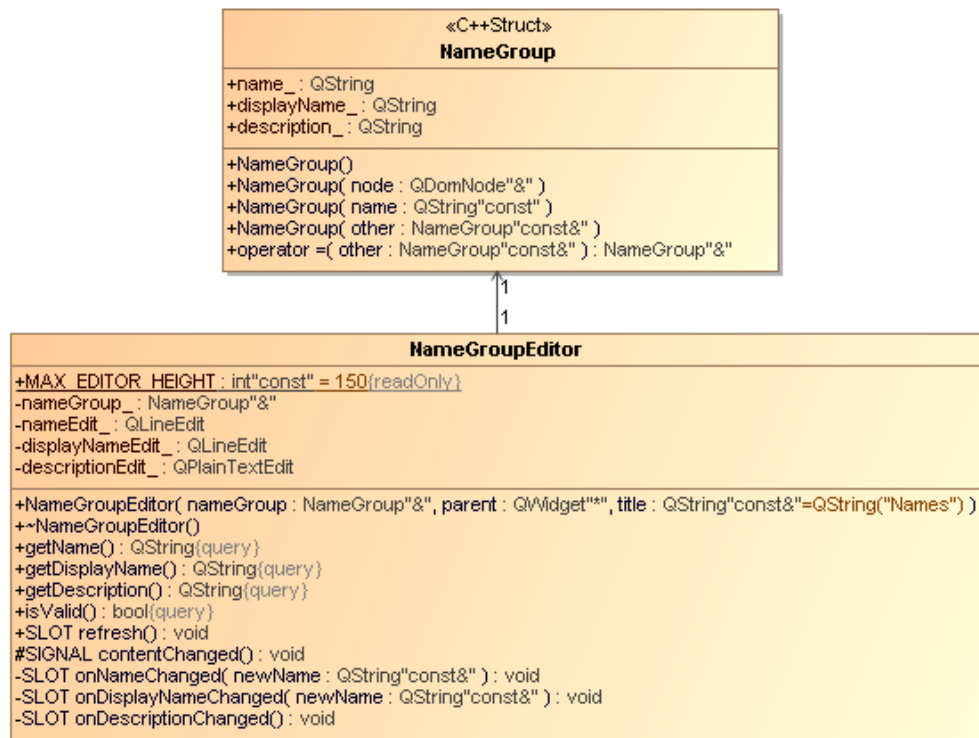 «C++Struct»
NameGroup
+name_ : QString
+displayName_ : QString
+description_ : QString
+NameGroup()
+NameGroup( node : QDomNode"&" )
+NameGroup( name : QString"const" )
+NameGroup( other : NameGroup"const&" )
+operator =( other : NameGroup"const&" ) : NameGroup"&"
1
1
NameGroupEditor
+MAX_EDITOR_HEIGHT : int"const" = 150{readOnly}
-nameGroup_ : NameGroup"&"
-nameEdit_ : QLineEdit
-displayNameEdit_ : QLineEdit
-descriptionEdit_ : QPlainTextEdit
+NameGroupEditor( nameGroup : NameGroup"&", parent : QWidget"*", title : QString"const&"=QString("Names") )
+~NameGroupEditor()
+getName() : QString{query}
+getDisplayName() : QString{query}
+getDescription() : QString{query}
+isValid() : bool{query}
+SLOT refresh() : void
#SIGNAL contentChanged() : void
-SLOT onNameChanged( newName : QString"const&" ) : void
-SLOT onDisplayNameChanged( newName : QString"const&" ) : void
-SLOT onDescriptionChanged() : void